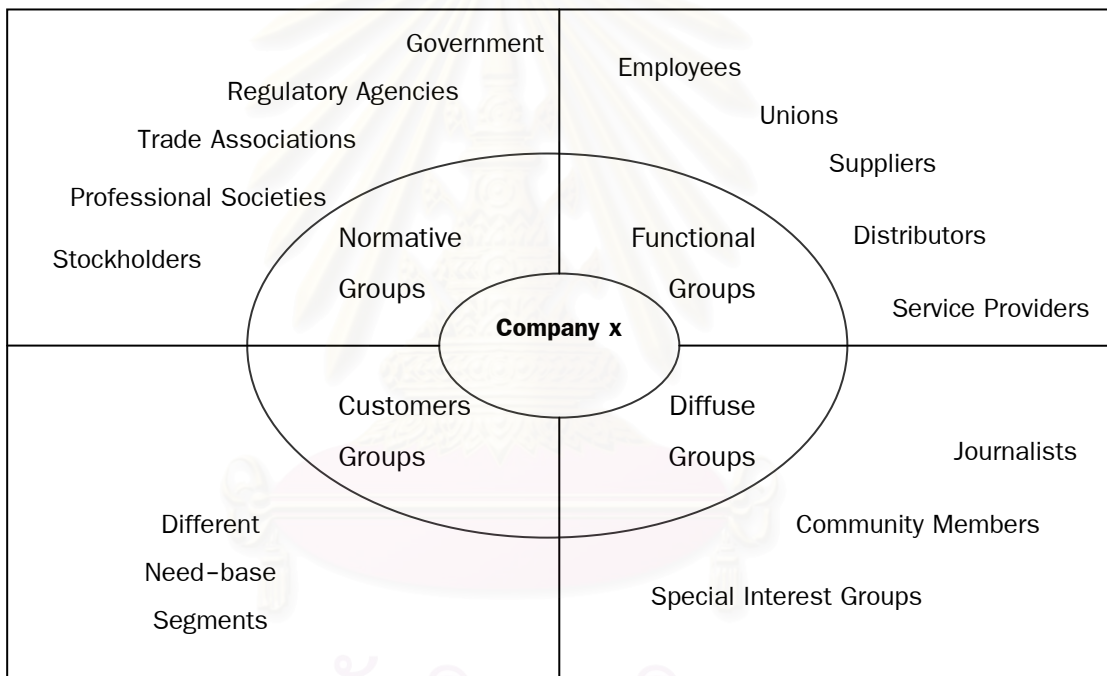 Government
Regulatory Agencies
Trade Associations
Professional Societies
Stockholders
Normative
Groups
Employees
Unions
Suppliers
Distributors
Service Providers
Functional
Groups
Company x
Customers
Groups
Different
Need-base
Segments
Diffuse
Groups
Journalists
Community Members
Special Interest Groups